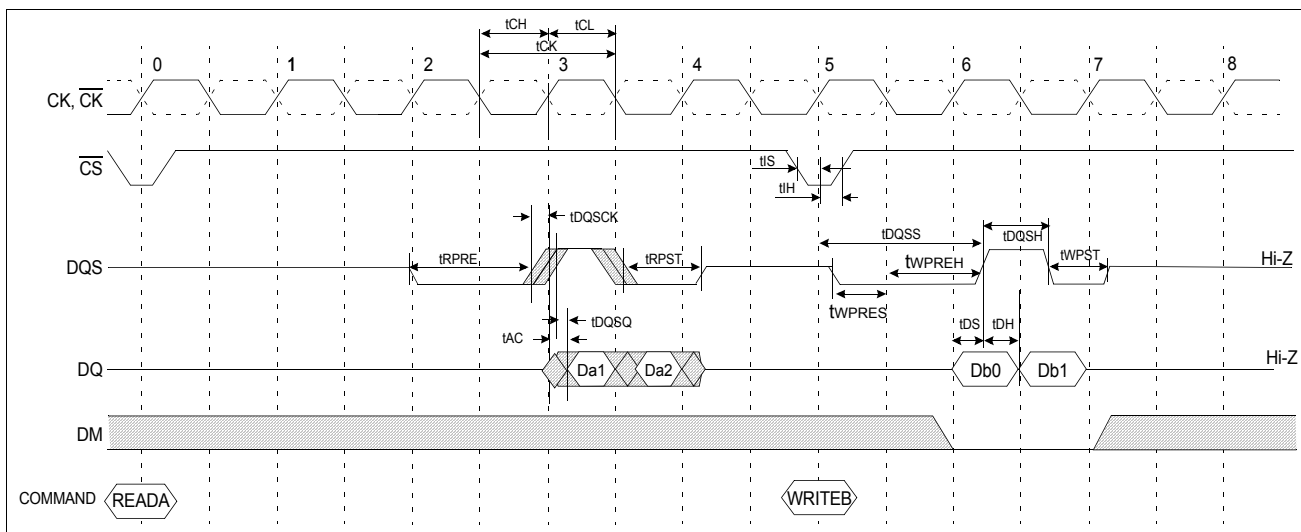 tCH tCL
tCK
0 1 2 3 4 5 6 7 8
CK, CK
CS
tIS
tIH
tDQSCK
tDQSS
tDQSH
DQS
tRPRE
tRPST
tWPREH
tWPST
Hi-Z
tWPRES
tDQSQ
tAC
tDS tDH
DQ
Da1 Da2
Db0 Db1
Hi-Z
DM
COMMAND READA WRITEB